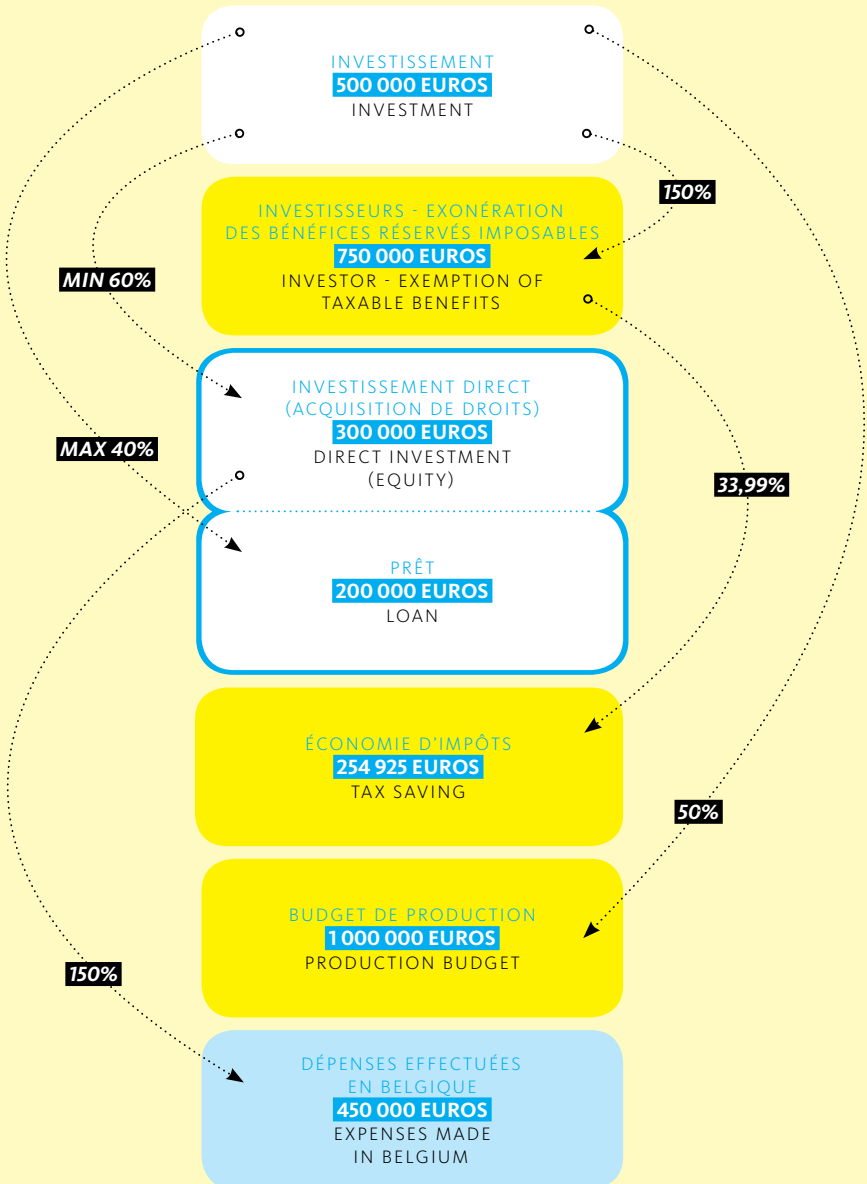 INVESTISSEMENT
500 000 EUROS
INVESTMENT
150%
INVESTISSEURS - EXONÉRATION
DES BÉNÉFICES RÉSERVÉS IMPOSABLES
750 000 EUROS
INVESTOR - EXEMPTION OF
TAXABLE BENEFITS
MIN 60%
INVESTISSEMENT DIRECT
(ACQUISITION DE DROITS)
300 000 EUROS
DIRECT INVESTMENT
(EQUITY)
MAX 40%
33,99%
PRÊT
200 000 EUROS
LOAN
ÉCONOMIE D'IMPÔTS
254 925 EUROS
TAX SAVING
50%
BUDGET DE PRODUCTION
1 000 000 EUROS
PRODUCTION BUDGET
150%
DÉPENSES EFFECTUÉES
EN BELGIQUE
450 000 EUROS
EXPENSES MADE
IN BELGIUM